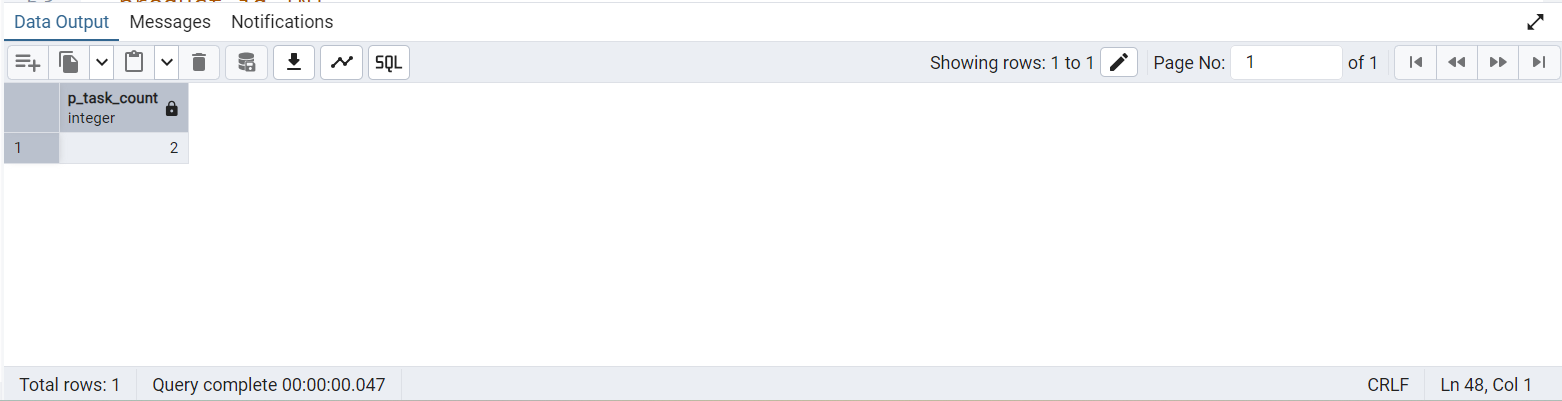 Data Output Messages Notifications
SQL Showing rows: 1 to 1 Page No: 1 of 1
p_task_count
integer
1 2
Total rows: 1 Query complete 00:00:00.047 CRLF Ln 48, Col 1